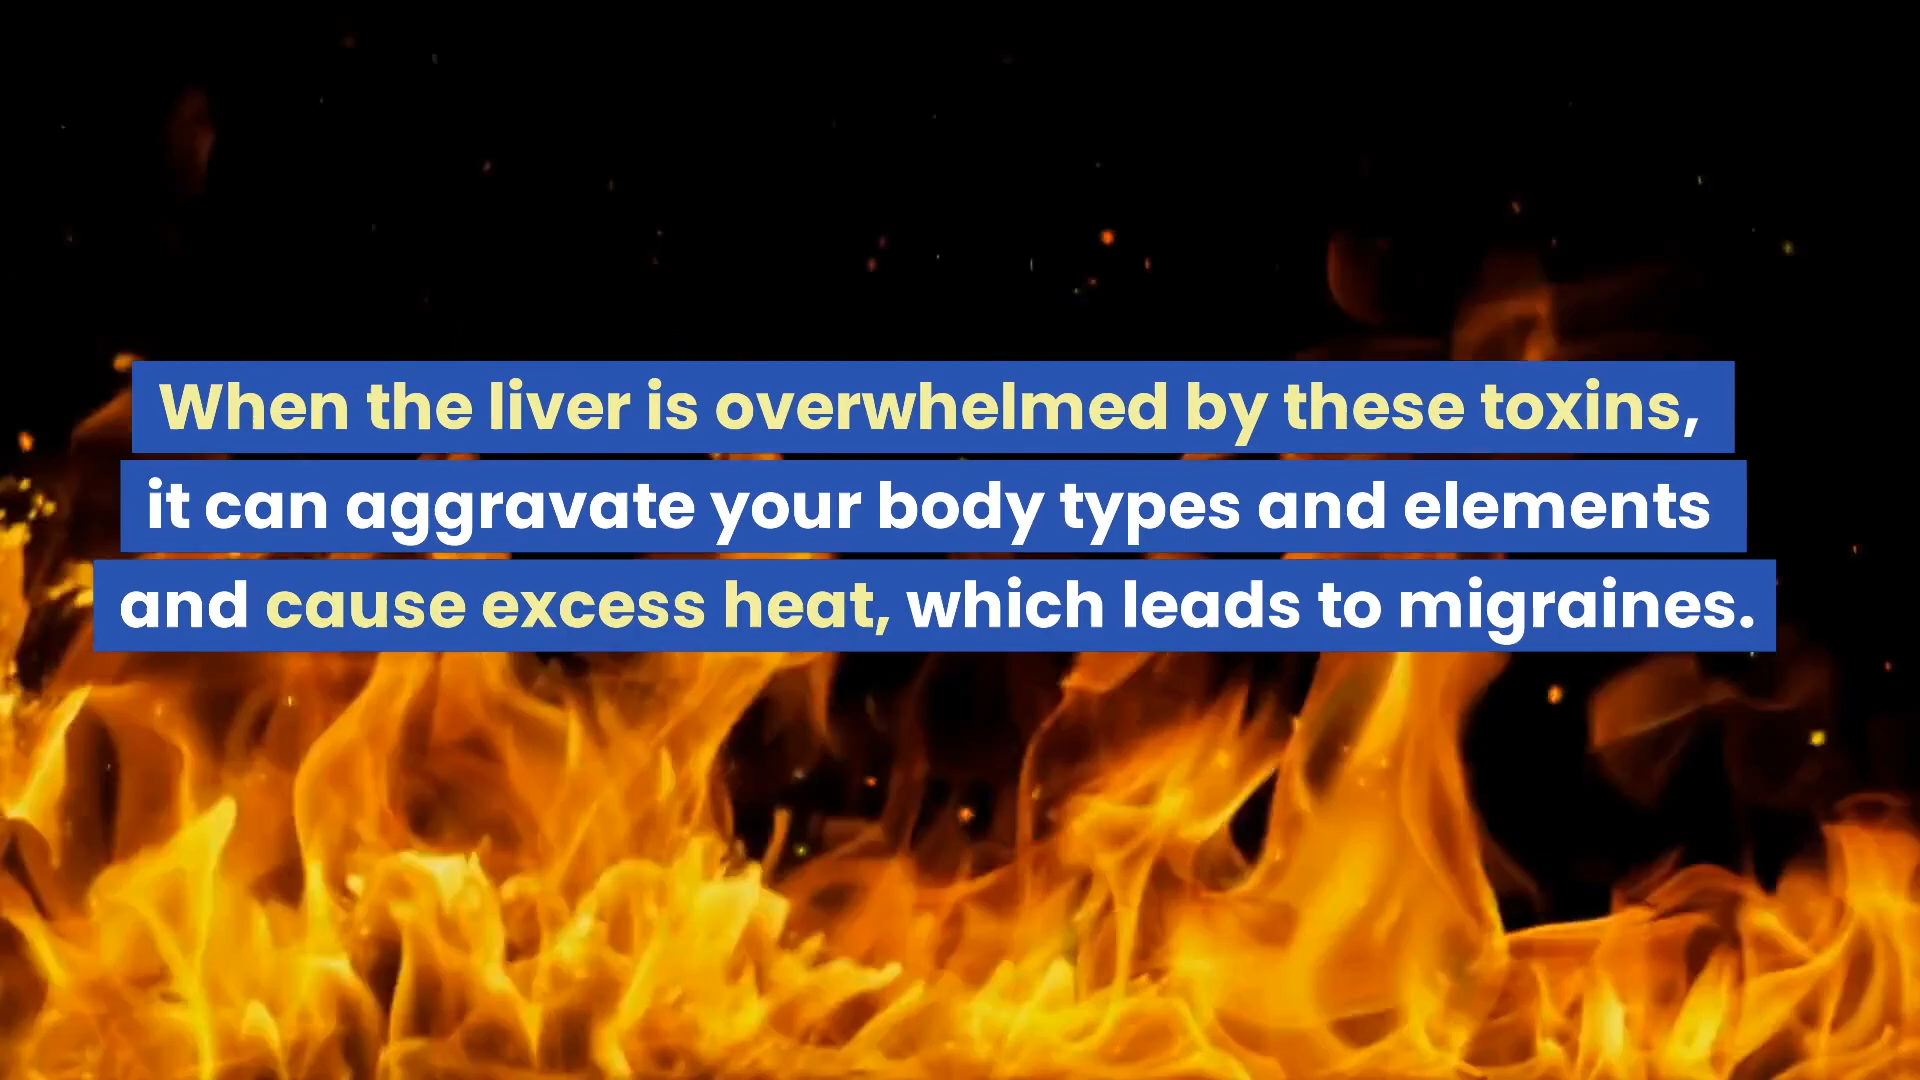 When the liver is overwhelmed by these toxins,
it can aggravate your body types and elements
and cause excess heat, which leads to migraines.